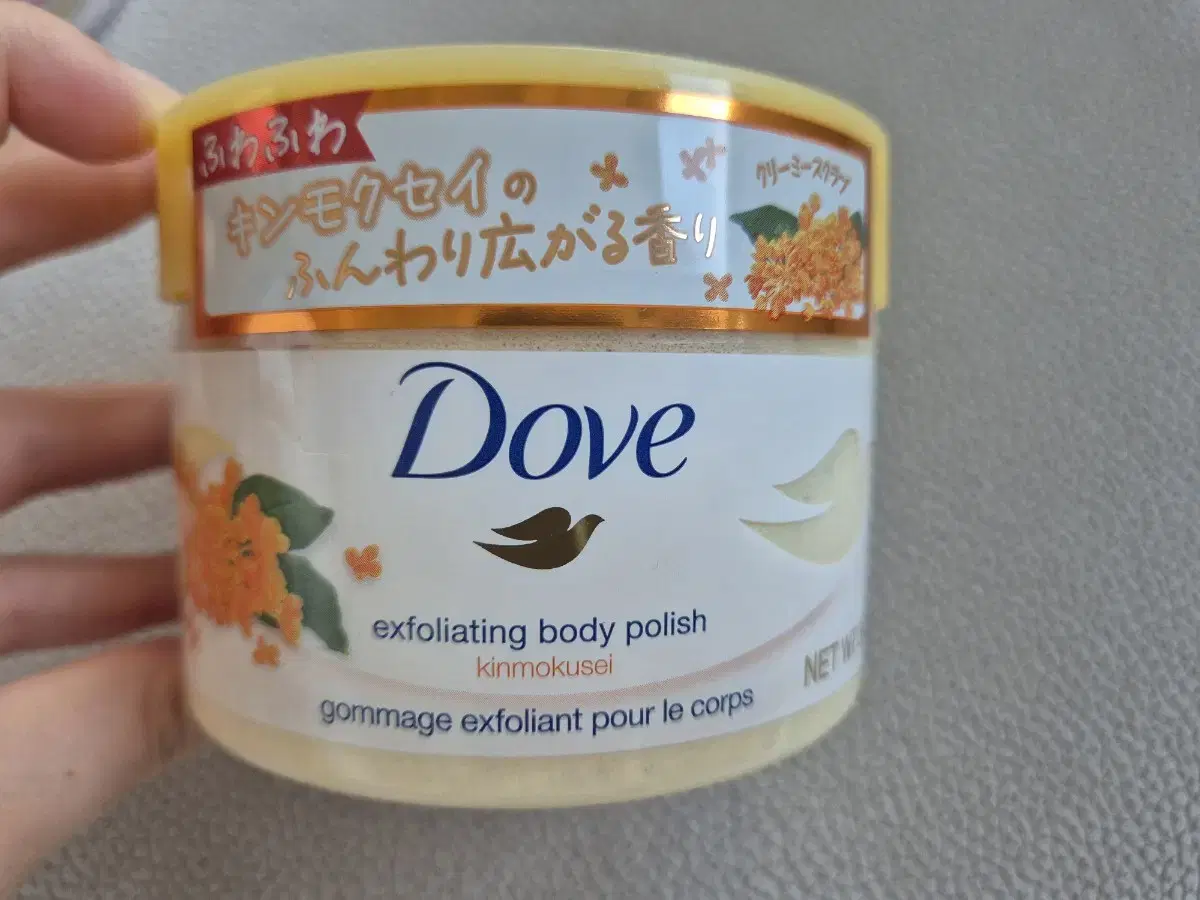 ふわふわ
キンモクセイの
ふんわり広がる香り
クリーミースクラブ
Dove
exfoliating body polish
kinmokusei
gommage exfoliant pour le corps
NET